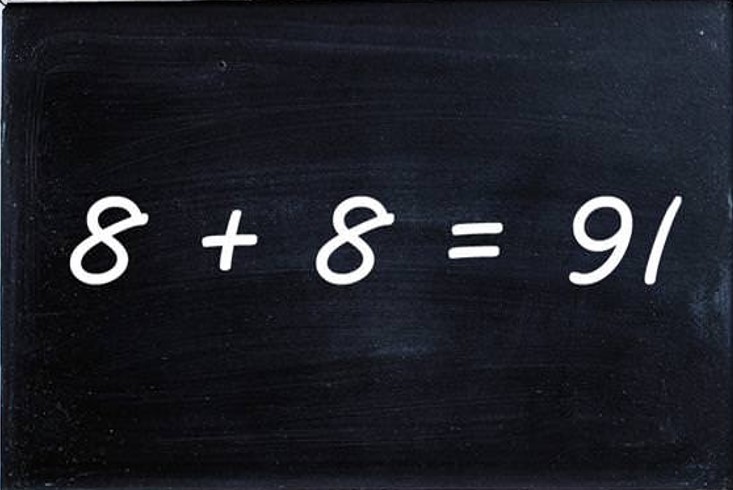 8 + 8 = 91